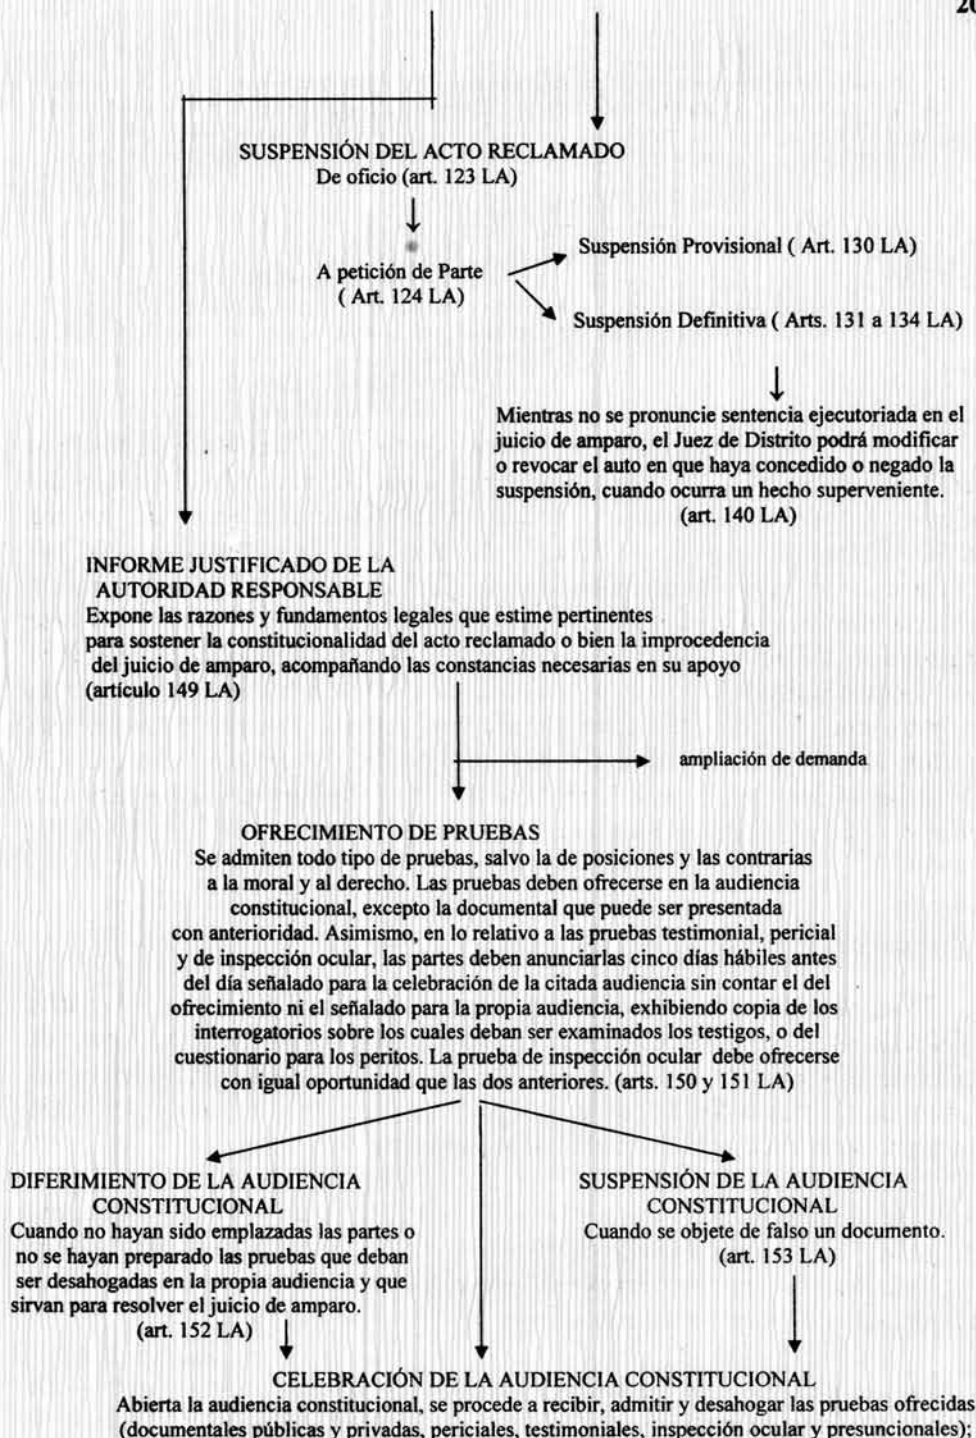 20
SUSPENSIÓN DEL ACTO RECLAMADO
De oficio (art. 123 LA)
A petición de Parte
( Art. 124 LA)
Suspensión Provisional ( Art. 130 LA)
Suspensión Definitiva ( Arts. 131 a 134 LA)
Mientras no se pronuncie sentencia ejecutoriada en el
juicio de amparo, el Juez de Distrito podrá modificar
o revocar el auto en que haya concedido o negado la
suspensión, cuando ocurra un hecho superveniente.
(art. 140 LA)
INFORME JUSTIFICADO DE LA
AUTORIDAD RESPONSABLE
Expone las razones y fundamentos legales que estime pertinentes
para sostener la constitucionalidad del acto reclamado o bien la improcedencia
del juicio de amparo, acompañando las constancias necesarias en su apoyo
(artículo 149 LA)
ampliación de demanda
OFRECIMIENTO DE PRUEBAS
Se admiten todo tipo de pruebas, salvo la de posiciones y las contrarias
a la moral y al derecho. Las pruebas deben ofrecerse en la audiencia
constitucional, excepto la documental que puede ser presentada
con anterioridad. Asimismo, en lo relativo a las pruebas testimonial, pericial
y de inspección ocular, las partes deben anunciarlas cinco días hábiles antes
del día señalado para la celebración de la citada audiencia sin contar el del
ofrecimiento ni el señalado para la propia audiencia, exhibiendo copia de los
interrogatorios sobre los cuales deban ser examinados los testigos, o del
cuestionario para los peritos. La prueba de inspección ocular debe ofrecerse
con igual oportunidad que las dos anteriores. (arts. 150 y 151 LA)
DIFERIMIENTO DE LA AUDIENCIA
CONSTITUCIONAL
Cuando no hayan sido emplazadas las partes o
no se hayan preparado las pruebas que deban
ser desahogadas en la propia audiencia y que
sirvan para resolver el juicio de amparo.
(art. 152 LA)
SUSPENSIÓN DE LA AUDIENCIA
CONSTITUCIONAL
Cuando se objete de falso un documento.
(art. 153 LA)
CELEBRACIÓN DE LA AUDIENCIA CONSTITUCIONAL
Abierta la audiencia constitucional, se procede a recibir, admitir y desahogar las pruebas ofrecidas
(documentales públicas y privadas, periciales, testimoniales, inspección ocular y presuncionales);